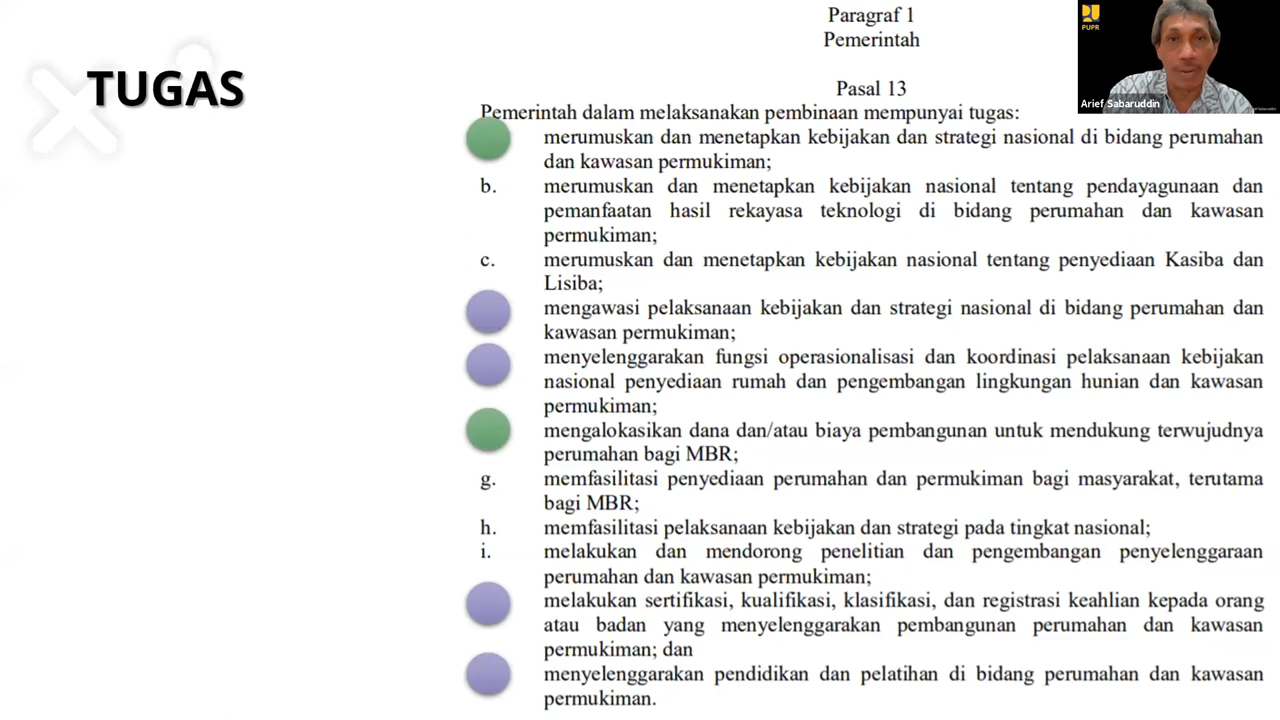 Paragraf 1
Pemerintah
PUPR
TUGAS
Pasal 13
Arief Sabaruddin
Pemerintah dalam melaksanakan pembinaan mempunyai tugas:
merumuskan dan menetapkan kebijakan dan strategi nasional di bidang perumahan
dan kawasan permukiman;
b. merumuskan dan menetapkan kebijakan nasional tentang pendayagunaan dan
pemanfaatan hasil rekayasa teknologi di bidang perumahan dan kawasan
permukiman;
c. merumuskan dan menetapkan kebijakan nasional tentang penyediaan Kasiba dan
Lisiba;
mengawasi pelaksanaan kebijakan dan strategi nasional di bidang perumahan dan
kawasan permukiman;
menyelenggarakan fungsi operasionalisasi dan koordinasi pelaksanaan kebijakan
nasional penyediaan rumah dan pengembangan lingkungan hunian dan kawasan
permukiman;
mengalokasikan dana dan/atau biaya pembangunan untuk mendukung terwujudnya
perumahan bagi MBR;
g. memfasilitasi penyediaan perumahan dan permukiman bagi masyarakat, terutama
bagi MBR;
h. memfasilitasi pelaksanaan kebijakan dan strategi pada tingkat nasional;
i. melakukan dan mendorong penelitian dan pengembangan penyelenggaraan
perumahan dan kawasan permukiman;
melakukan sertifikasi, kualifikasi, klasifikasi, dan registrasi keahlian kepada orang
atau badan yang menyelenggarakan pembangunan perumahan dan kawasan
permukiman; dan
menyelenggarakan pendidikan dan pelatihan di bidang perumahan dan kawasan
permukiman.